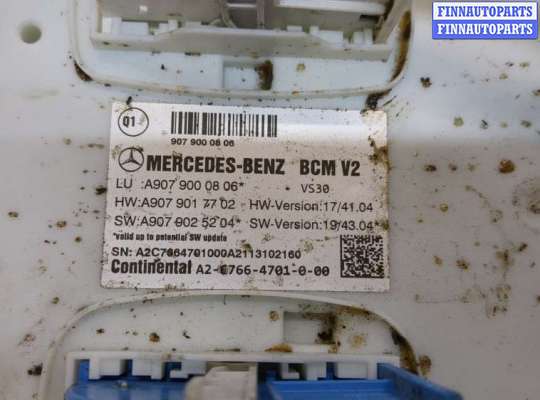 FINNAUTOPARTS
FINNAUTOPARTS
Q1
907 900 08 06
MERCEDES-BENZ BCM V2
LU :A907 900 08 06* VS30
HW:A907 901 77 02 HW-Version:17/41.04
SW:A907 902 52 04* SW-Version:19/43.04*
*valid up to potential SW update
SN: A2C7664701000A2113102160
Continental A2-C766-4701-0-00